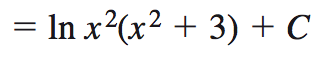 = ln x²(x² + 3) + C